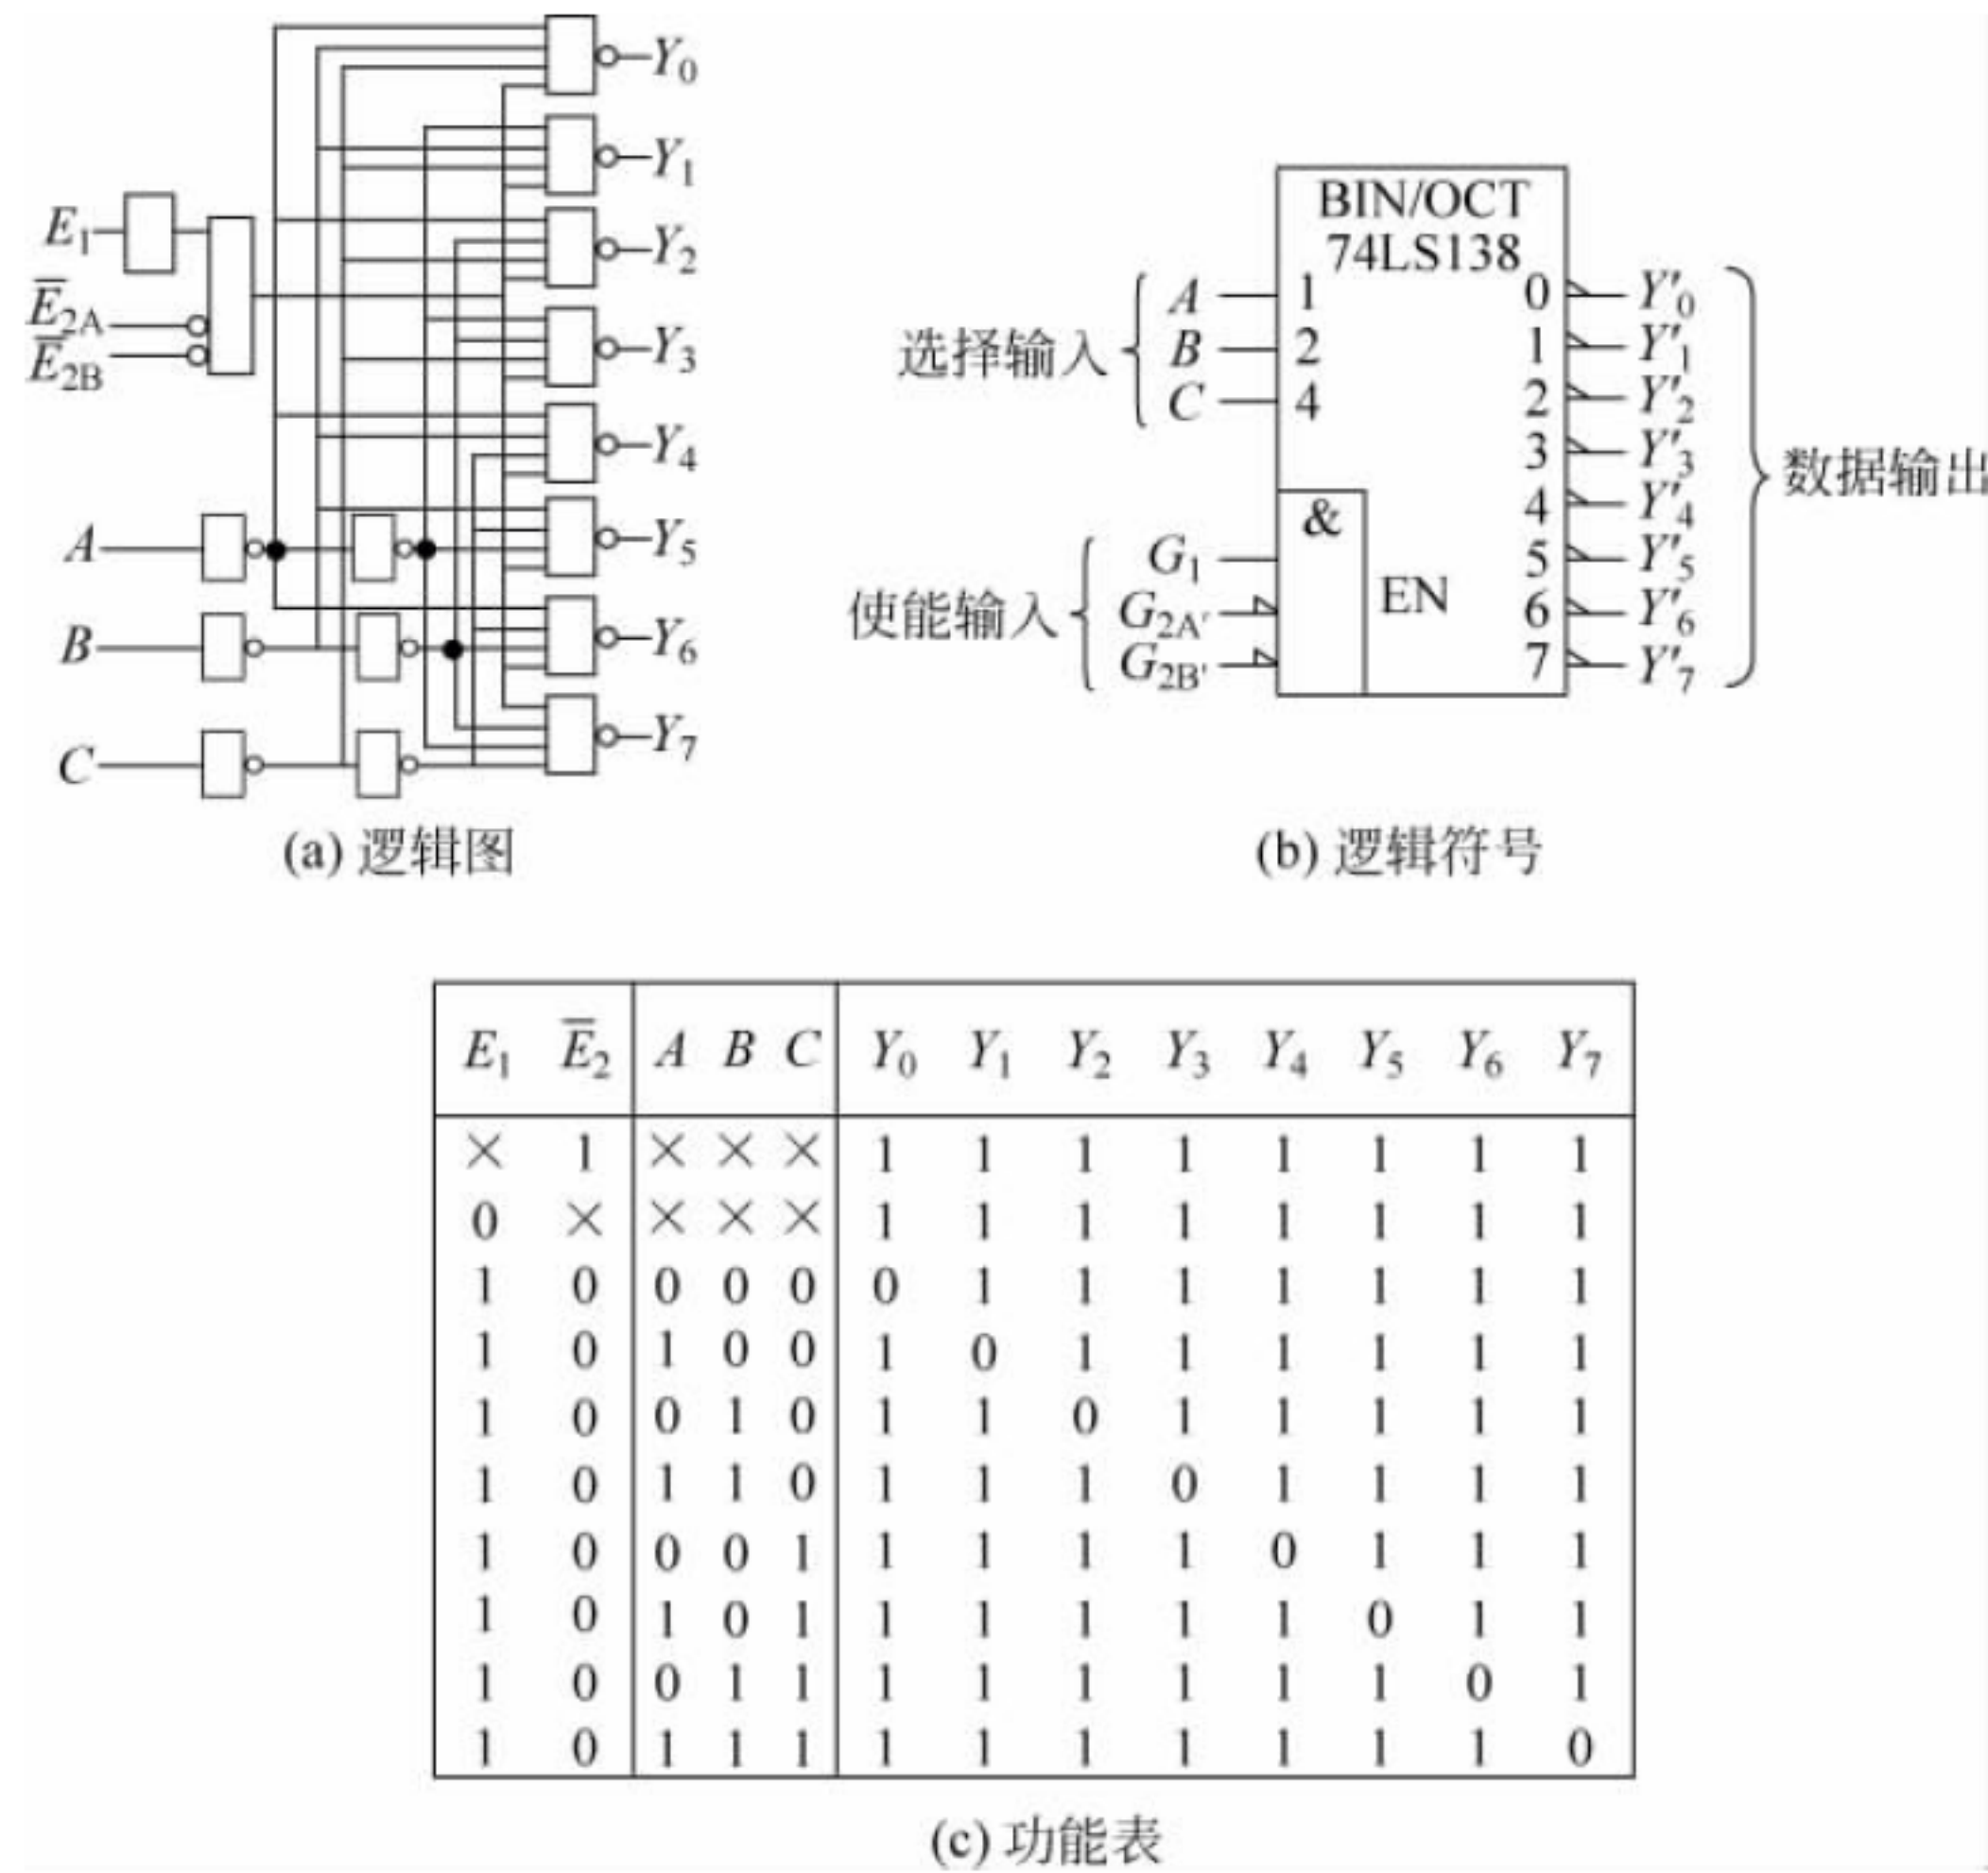 Y₀
Y₁
E₁
Y₂
E̅₂A
E̅₂B
Y₃
Y₄
A
Y₅
B
Y₆
C
Y₇
(a) 逻辑图
BIN/OCT
74LS138
选择输入
A 1 0 Y'₀
B 2 1 Y'₁
C 4 2 Y'₂
3 Y'₃
4 Y'₄
数据输出
&
使能输入
G₁ 5 Y'₅
EN
G₂A' 6 Y'₆
G₂B' 7 Y'₇
(b) 逻辑符号
E₁ E̅₂ A B C Y₀ Y₁ Y₂ Y₃ Y₄ Y₅ Y₆ Y₇
× 1 × × × 1 1 1 1 1 1 1 1
0 × × × × 1 1 1 1 1 1 1 1
1 0 0 0 0 0 1 1 1 1 1 1 1
1 0 1 0 0 1 0 1 1 1 1 1 1
1 0 0 1 0 1 1 0 1 1 1 1 1
1 0 1 1 0 1 1 1 0 1 1 1 1
1 0 0 0 1 1 1 1 1 0 1 1 1
1 0 1 0 1 1 1 1 1 1 0 1 1
1 0 0 1 1 1 1 1 1 1 1 0 1
1 0 1 1 1 1 1 1 1 1 1 1 0
(c) 功能表